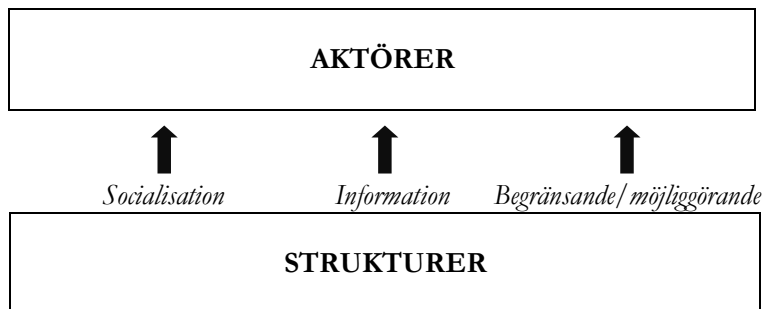 AKTÖRER
Socialisation Information Begränsande/möjliggörande
STRUKTURER